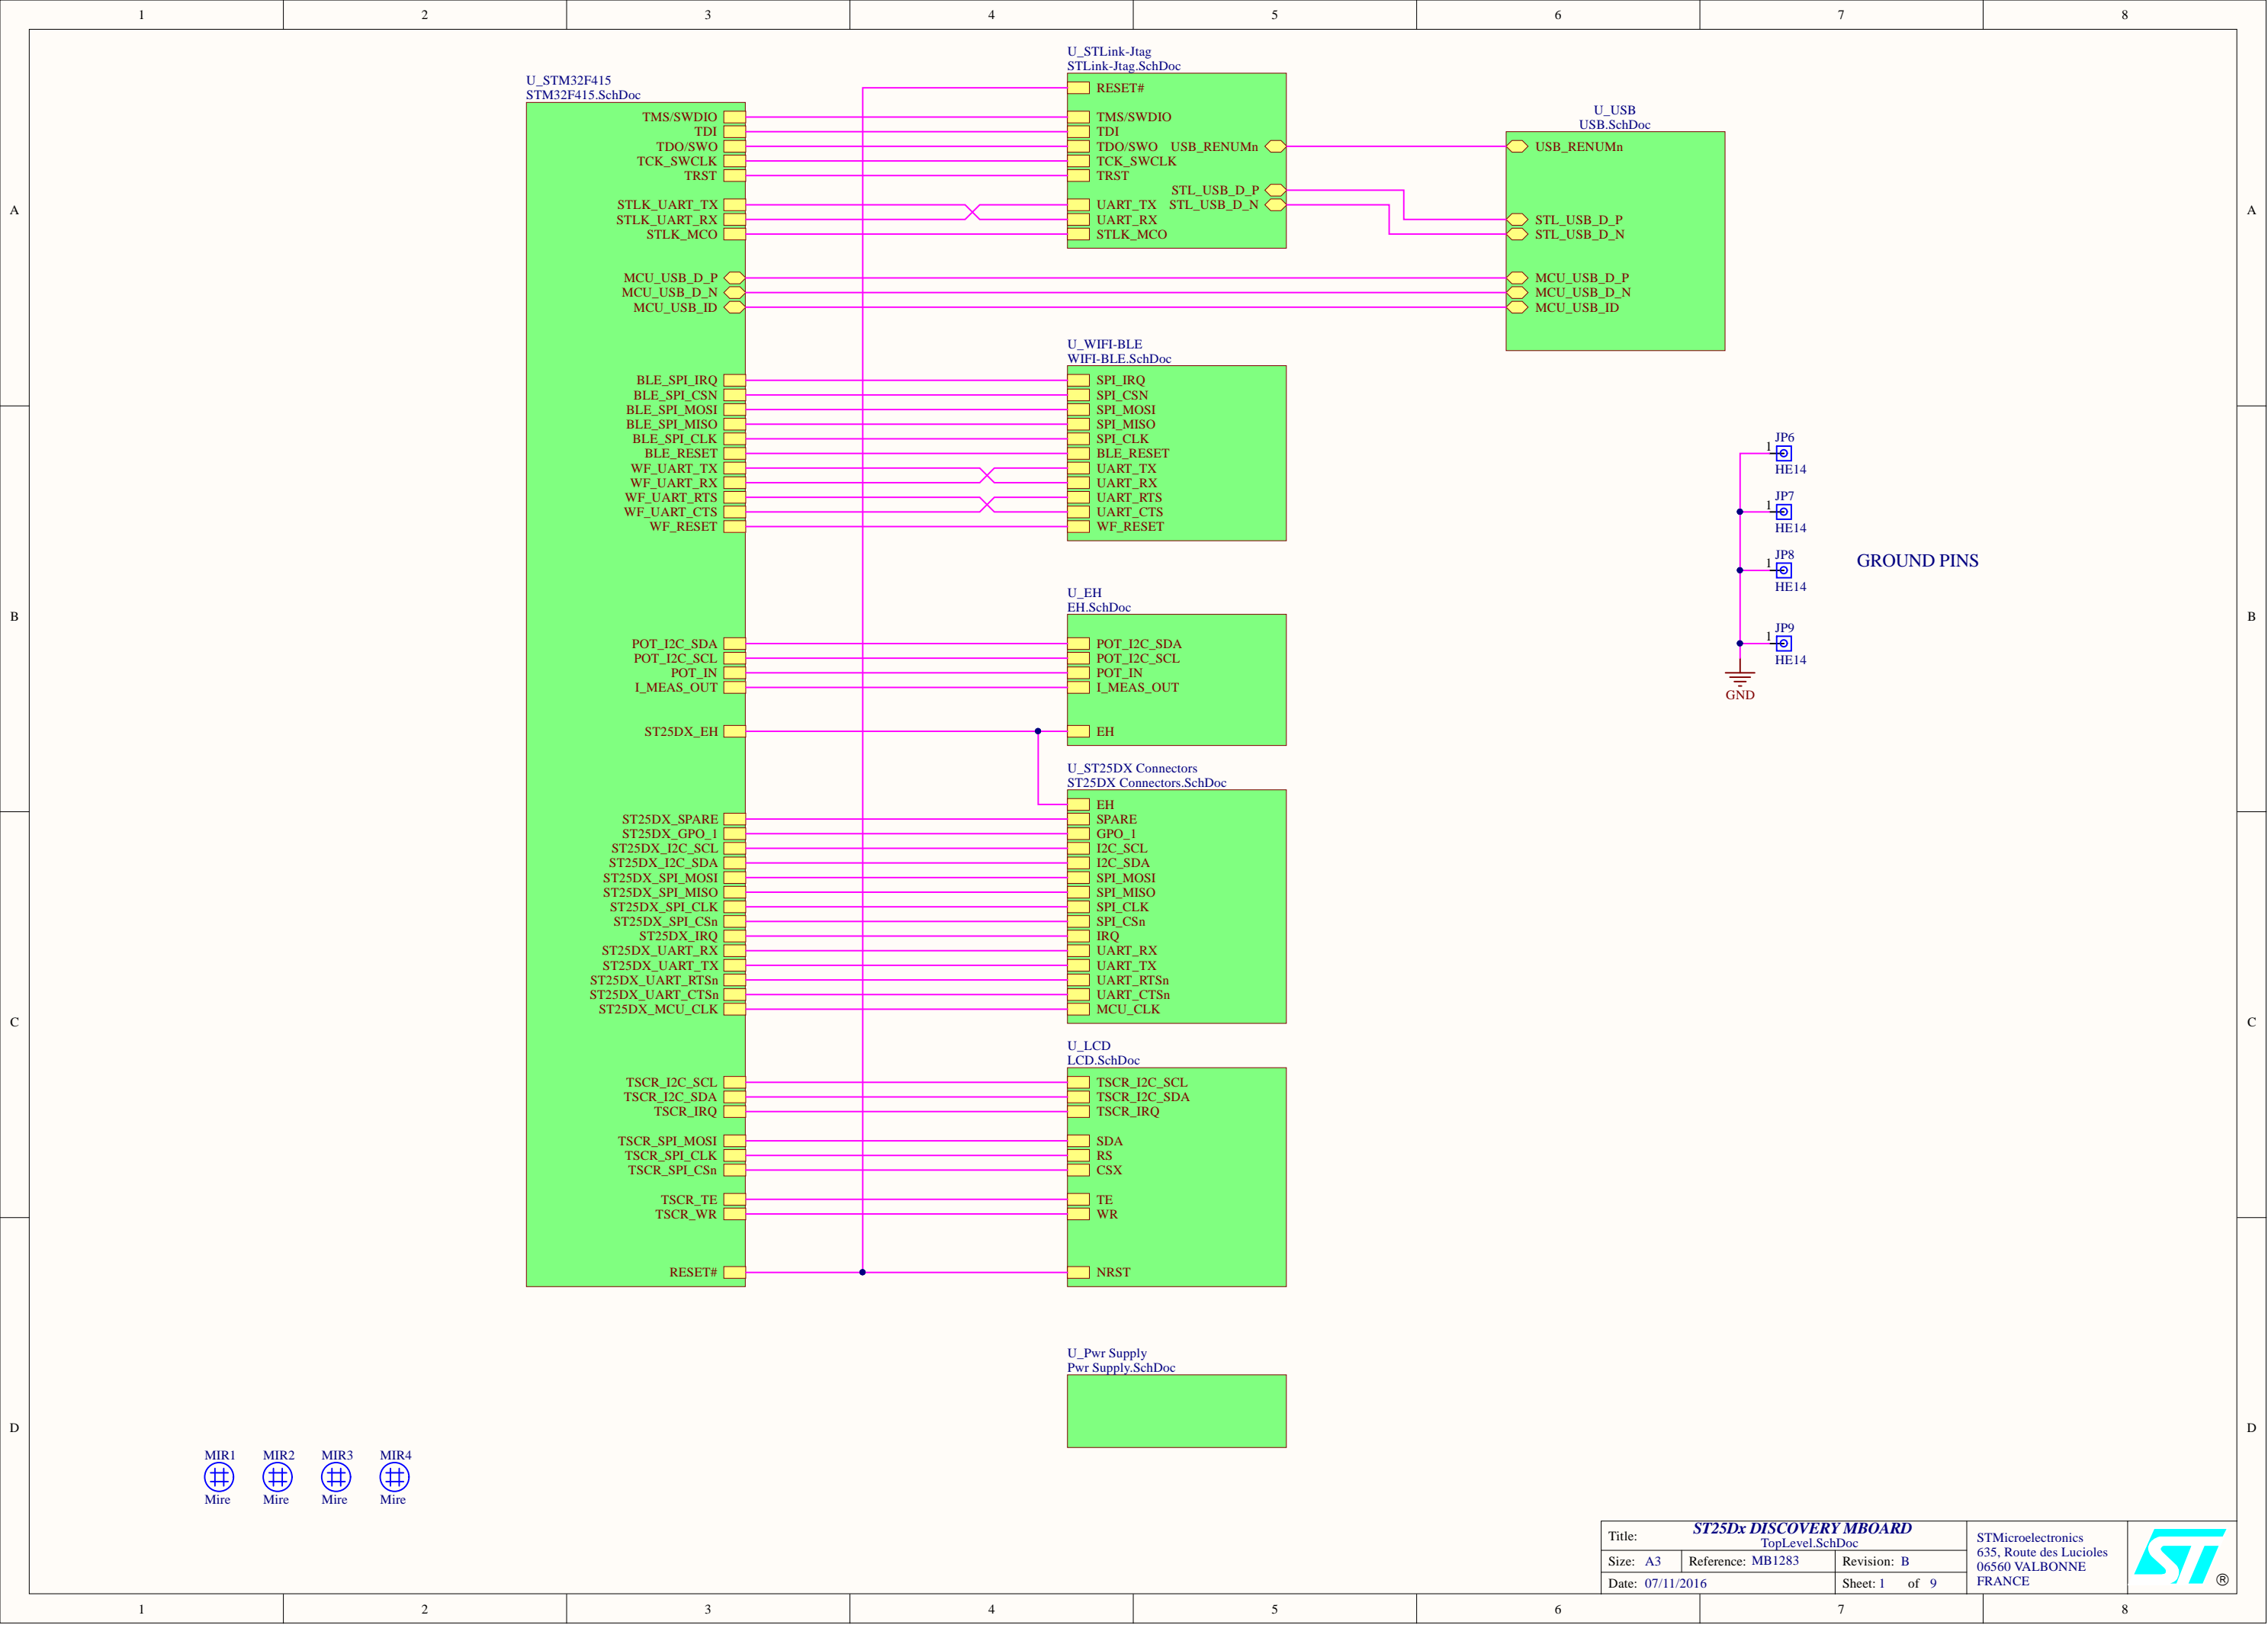 1 2 3 4 5 6 7 8
A
B
C
D
A
B
C
D
U_STM32F415
STM32F415.SchDoc
TMS/SWDIO
TDI
TDO/SWO
TCK_SWCLK
TRST
STLK_UART_TX
STLK_UART_RX
STLK_MCO
MCU_USB_D_P
MCU_USB_D_N
MCU_USB_ID
BLE_SPI_IRQ
BLE_SPI_CSN
BLE_SPI_MOSI
BLE_SPI_MISO
BLE_SPI_CLK
BLE_RESET
WF_UART_TX
WF_UART_RX
WF_UART_RTS
WF_UART_CTS
WF_RESET
POT_I2C_SDA
POT_I2C_SCL
POT_IN
I_MEAS_OUT
ST25DX_EH
ST25DX_SPARE
ST25DX_GPO_1
ST25DX_I2C_SCL
ST25DX_I2C_SDA
ST25DX_SPI_MOSI
ST25DX_SPI_MISO
ST25DX_SPI_CLK
ST25DX_SPI_CSn
ST25DX_IRQ
ST25DX_UART_RX
ST25DX_UART_TX
ST25DX_UART_RTSn
ST25DX_UART_CTSn
ST25DX_MCU_CLK
TSCR_I2C_SCL
TSCR_I2C_SDA
TSCR_IRQ
TSCR_SPI_MOSI
TSCR_SPI_CLK
TSCR_SPI_CSn
TSCR_TE
TSCR_WR
RESET#
U_STLink-Jtag
STLink-Jtag.SchDoc
RESET#
TMS/SWDIO
TDI
TDO/SWO USB_RENUMn
TCK_SWCLK
TRST
STL_USB_D_P
UART_TX STL_USB_D_N
UART_RX
STLK_MCO
U_USB
USB.SchDoc
USB_RENUMn
STL_USB_D_P
STL_USB_D_N
MCU_USB_D_P
MCU_USB_D_N
MCU_USB_ID
U_WIFI-BLE
WIFI-BLE.SchDoc
SPI_IRQ
SPI_CSN
SPI_MOSI
SPI_MISO
SPI_CLK
BLE_RESET
UART_TX
UART_RX
UART_RTS
UART_CTS
WF_RESET
U_EH
EH.SchDoc
POT_I2C_SDA
POT_I2C_SCL
POT_IN
I_MEAS_OUT
EH
U_ST25DX Connectors
ST25DX Connectors.SchDoc
EH
SPARE
GPO_1
I2C_SCL
I2C_SDA
SPI_MOSI
SPI_MISO
SPI_CLK
SPI_CSn
IRQ
UART_RX
UART_TX
UART_RTSn
UART_CTSn
MCU_CLK
U_LCD
LCD.SchDoc
TSCR_I2C_SCL
TSCR_I2C_SDA
TSCR_IRQ
SDA
RS
CSX
TE
WR
NRST
U_Pwr Supply
Pwr Supply.SchDoc
JP6
1
HE14
JP7
1
HE14
JP8
1
HE14
JP9
1
HE14
GND
GROUND PINS
MIR1 MIR2 MIR3 MIR4
Mire Mire Mire Mire
Title: ST25Dx DISCOVERY MBOARD
TopLevel.SchDoc
Size: A3 Reference: MB1283 Revision: B
Date: 07/11/2016 Sheet: 1 of 9
STMicroelectronics
635, Route des Lucioles
06560 VALBONNE
FRANCE
ST ®
1 2 3 4 5 6 7 8